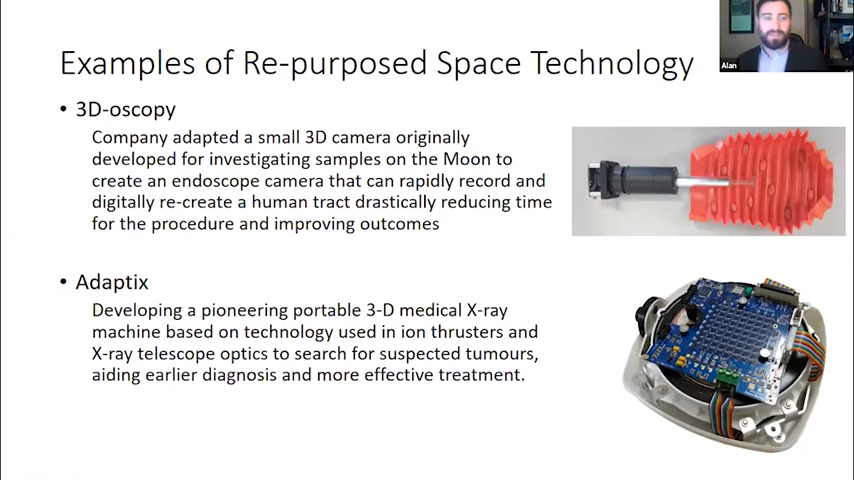 Examples of Re-purposed Space Technology
Alan
• 3D-oscopy
Company adapted a small 3D camera originally
developed for investigating samples on the Moon to
create an endoscope camera that can rapidly record and
digitally re-create a human tract drastically reducing time
for the procedure and improving outcomes
• Adaptix
Developing a pioneering portable 3-D medical X-ray
machine based on technology used in ion thrusters and
X-ray telescope optics to search for suspected tumours,
aiding earlier diagnosis and more effective treatment.